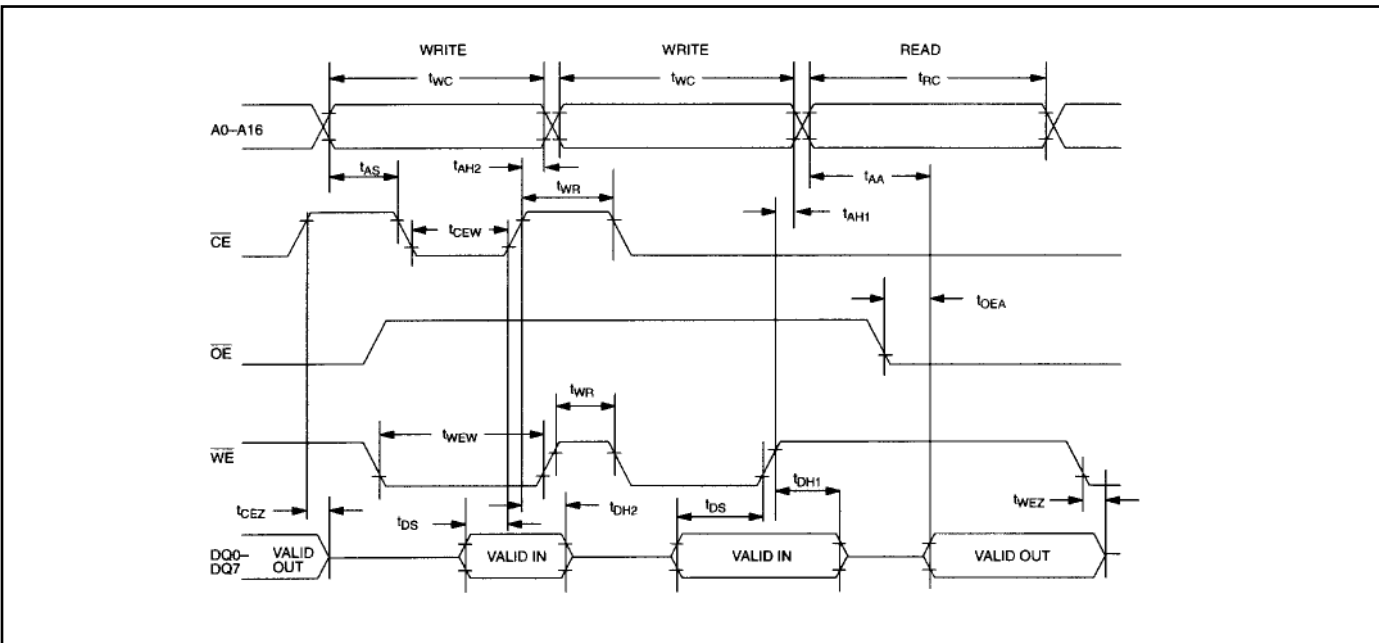 WRITE WRITE READ
tWC tWC tRC
A0–A16
tAS tAH2 tWR tAA
tAH1
CE tCEW
tOEA
OE
tWR
WE tWEW
tDH1
tCEZ tDS tDH2 tDS tWEZ
DQ0– VALID VALID IN VALID IN VALID OUT
DQ7 OUT